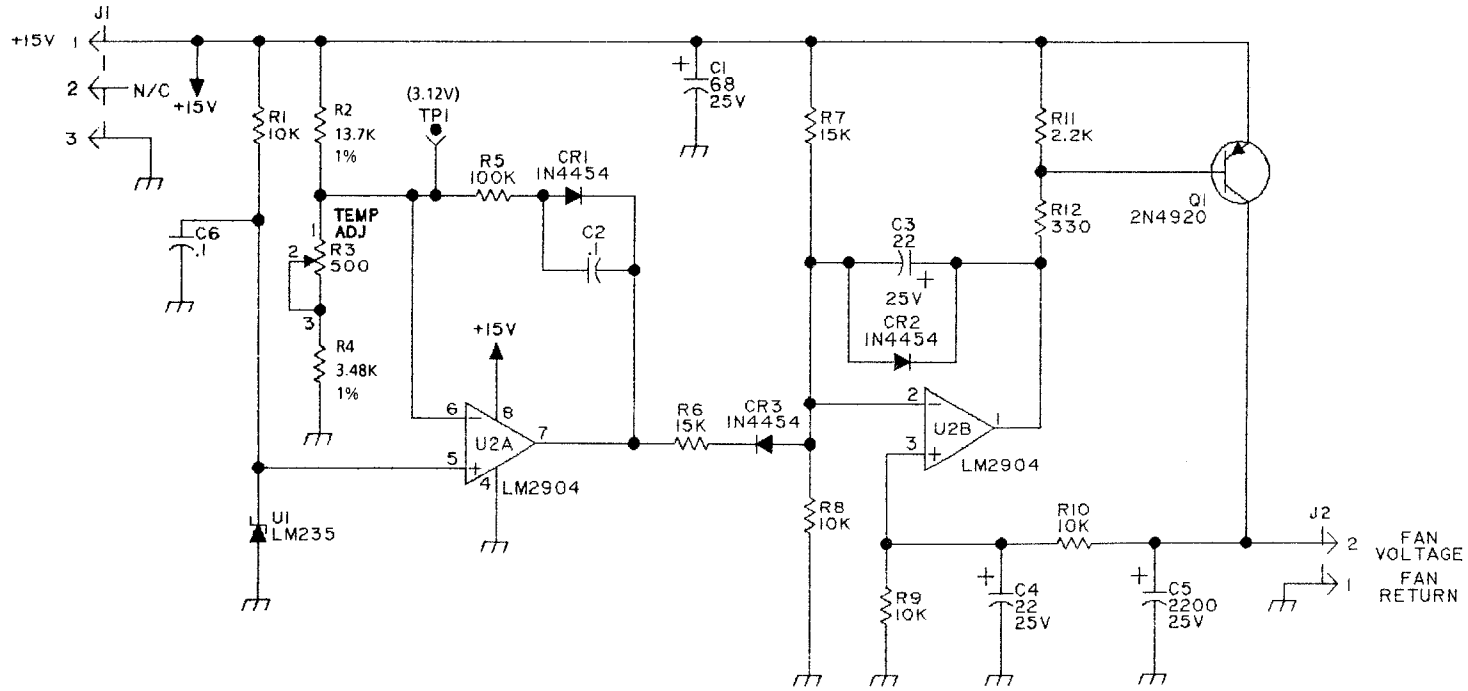 J1
+15V 1
2 N/C
3
+15V
R1
10K
R2
13.7K
1%
(3.12V)
TP1
R5
100K
CR1
1N4454
C2
.1
C1
68
25V
+
R7
15K
R11
2.2K
Q1
2N4920
R12
330
C6
.1
TEMP
ADJ
1
2
R3
500
3
R4
3.48K
1%
+15V
C3
22
+
25V
CR2
1N4454
6
−
8
U2A
7
5
+
4
LM2904
R6
15K
CR3
1N4454
2
−
U2B
1
3
+
LM2904
U1
LM235
R8
10K
R10
10K
J2
2 FAN
VOLTAGE
1 FAN
RETURN
R9
10K
+
C4
22
25V
+
C5
2200
25V